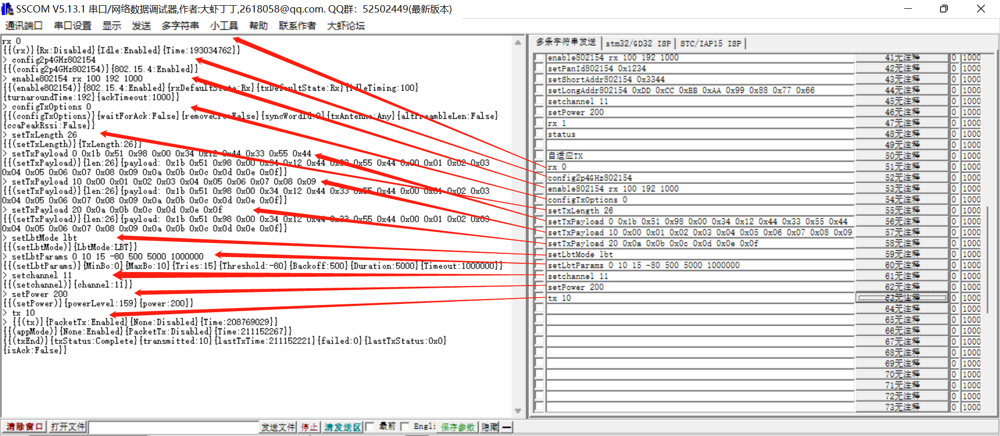 SSCOM V5.13.1 串口/网络数据调试器,作者:大虾丁丁,2618058@qq.com. QQ群: 52502449(最新版本)
通讯端口 串口设置 显示 发送 多字符串 小工具 帮助 联系作者 大虾论坛
rx 0
{{(rx)}{Rx:Disabled}{Idle:Enabled}{Time:193034762}}
> config2p4GHz802154
{{(config2p4GHz802154)}{802.15.4:Enabled}}
> enable802154 rx 100 192 1000
{{(enable802154)}{802.15.4:Enabled}{rxDefaultState:Rx}{txDefaultState:Rx}{idleTiming:100}
{turnaroundTime:192}{ackTimeout:1000}}
> configTxOptions 0
{{(configTxOptions)}{waitForAck:False}{removeCrc:False}{syncWordId:0}{txAntenna:Any}{altPreambleLen:False}
{ccaPeakRssi:False}}
> setTxLength 26
{{(setTxLength)}{TxLength:26}}
> setTxPayload 0 0x1b 0x51 0x98 0x00 0x34 0x12 0x44 0x33 0x55 0x44
{{(setTxPayload)}{len:26}{payload: 0x1b 0x51 0x98 0x00 0x34 0x12 0x44 0x33 0x55 0x44 0x00 0x01 0x02 0x03
0x04 0x05 0x06 0x07 0x08 0x09 0x0a 0x0b 0x0c 0x0d 0x0e 0x0f}}
> setTxPayload 10 0x00 0x01 0x02 0x03 0x04 0x05 0x06 0x07 0x08 0x09
{{(setTxPayload)}{len:26}{payload: 0x1b 0x51 0x98 0x00 0x34 0x12 0x44 0x33 0x55 0x44 0x00 0x01 0x02 0x03
0x04 0x05 0x06 0x07 0x08 0x09 0x0a 0x0b 0x0c 0x0d 0x0e 0x0f}}
> setTxPayload 20 0x0a 0x0b 0x0c 0x0d 0x0e 0x0f
{{(setTxPayload)}{len:26}{payload: 0x1b 0x51 0x98 0x00 0x34 0x12 0x44 0x33 0x55 0x44 0x00 0x01 0x02 0x03
0x04 0x05 0x06 0x07 0x08 0x09 0x0a 0x0b 0x0c 0x0d 0x0e 0x0f}}
> setLbtMode lbt
{{(setLbtMode)}{LbtMode:LBT}}
> setLbtParams 0 10 15 -80 500 5000 1000000
{{(setLbtParams)}{MinBo:0}{MaxBo:10}{Tries:15}{Threshold:-80}{Backoff:500}{Duration:5000}{Timeout:1000000}}
> setchannel 11
{{(setchannel)}{channel:11}}
> setPower 200
{{(setPower)}{powerLevel:159}{power:200}}
> tx 10
> {{(tx)}{PacketTx:Enabled}{None:Disabled}{Time:208769029}}
{{(appMode)}{None:Enabled}{PacketTx:Disabled}{Time:211152267}}
{{(txEnd)}{txStatus:Complete}{transmitted:10}{lastTxTime:211152221}{failed:0}{lastTxStatus:0x0}
{isAck:False}}
多条字符串发送 stm32/GD32 ISP STC/IAP15 ISP
enable802154 rx 100 192 1000 41无注释 0 1000
setPanId802154 0x1234 42无注释 0 1000
setShortAddr802154 0x3344 43无注释 0 1000
setLongAddr802154 0xDD 0xCC 0xBB 0xAA 0x99 0x88 0x77 0x66 44无注释 0 1000
setchannel 11 45无注释 0 1000
setPower 200 46无注释 0 1000
rx 1 47无注释 0 1000
status 48无注释 0 1000
49无注释 0 1000
自适应TX 50无注释 0 1000
rx 0 51无注释 0 1000
config2p4GHz802154 52无注释 0 1000
enable802154 rx 100 192 1000 53无注释 0 1000
configTxOptions 0 54无注释 0 1000
setTxLength 26 55无注释 0 1000
setTxPayload 0 0x1b 0x51 0x98 0x00 0x34 0x12 0x44 0x33 0x55 0x44 56无注释 0 1000
setTxPayload 10 0x00 0x01 0x02 0x03 0x04 0x05 0x06 0x07 0x08 0x09 57无注释 0 1000
setTxPayload 20 0x0a 0x0b 0x0c 0x0d 0x0e 0x0f 58无注释 0 1000
setLbtMode lbt 59无注释 0 1000
setLbtParams 0 10 15 -80 500 5000 1000000 60无注释 0 1000
setchannel 11 61无注释 0 1000
setPower 200 62无注释 0 1000
tx 10 63无注释 0 1000
64无注释 0 1000
65无注释 0 1000
66无注释 0 1000
67无注释 0 1000
68无注释 0 1000
69无注释 0 1000
70无注释 0 1000
71无注释 0 1000
72无注释 0 1000
73无注释 0 1000
清除窗口 打开文件 发送文件 停止 清发送区 最前 Engli 保存参数 隐藏